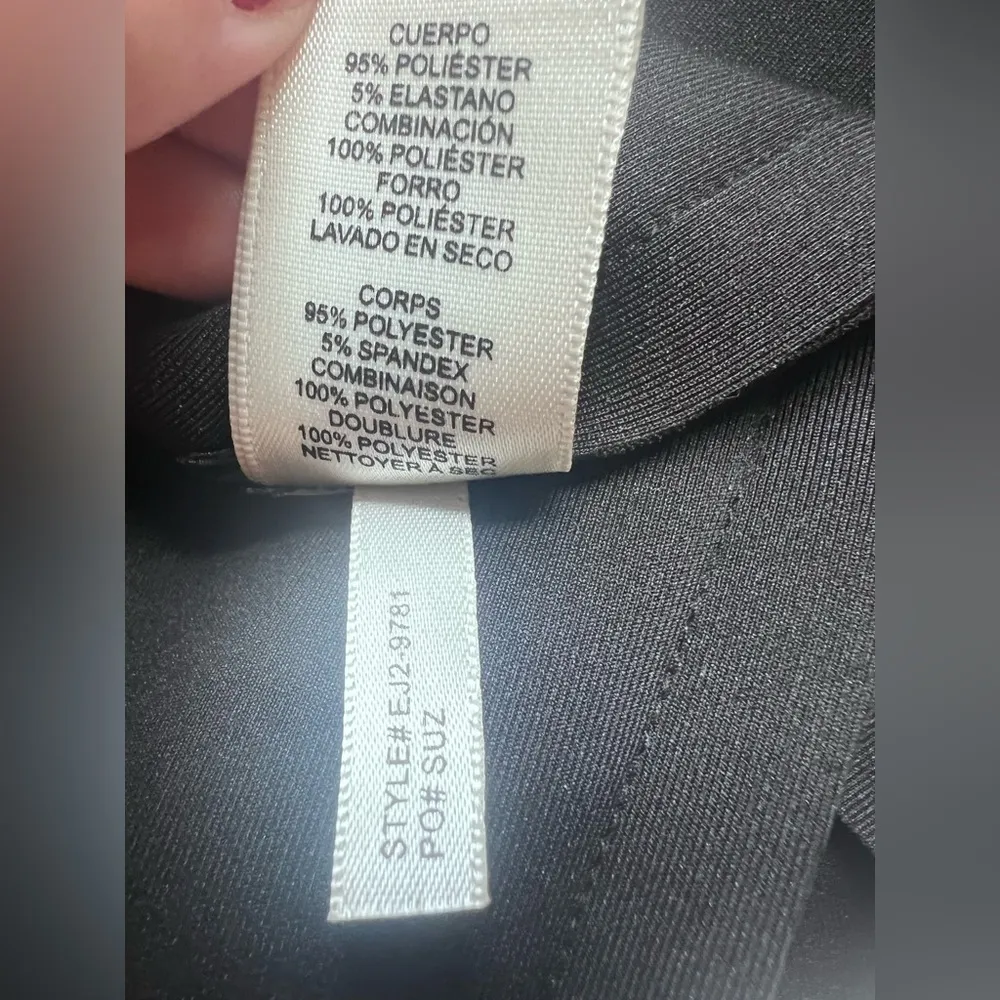 CUERPO
95% POLIÉSTER
5% ELASTANO
COMBINACIÓN
100% POLIÉSTER
FORRO
100% POLIÉSTER
LAVADO EN SECO
CORPS
95% POLYESTER
5% SPANDEX
COMBINAISON
100% POLYESTER
DOUBLURE
100% POLYESTER
NETTOYER À SEC
STYLE# EJ2-9781
PO# SUZ